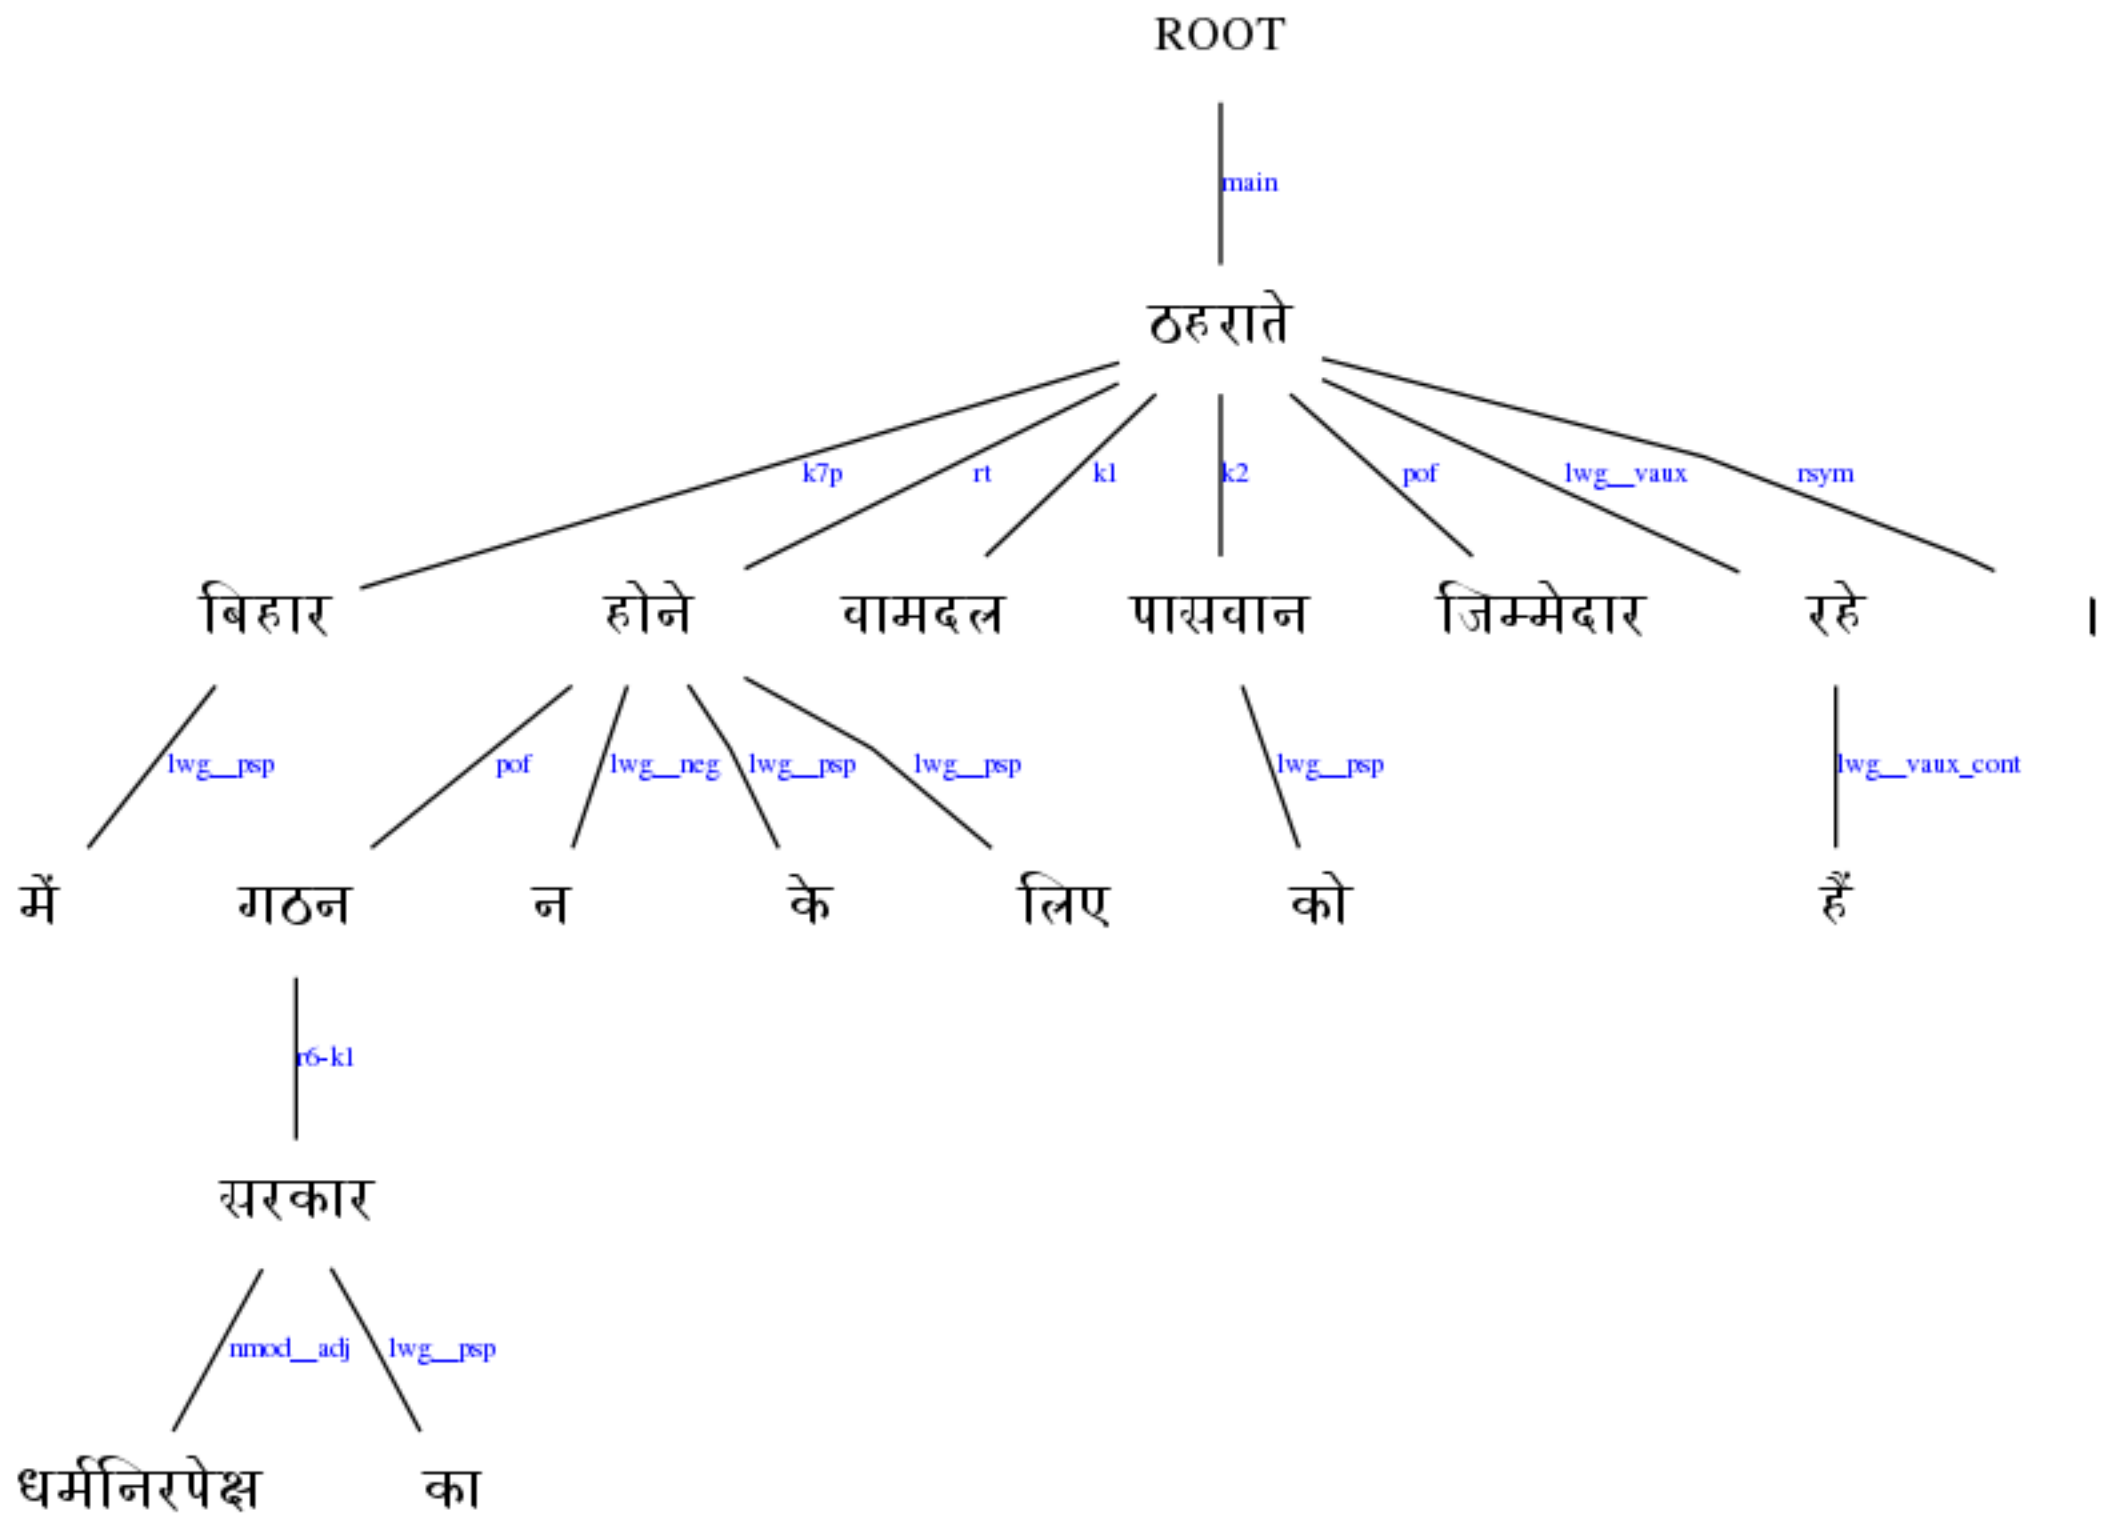 ROOT
main
ठहराते
k7p rt k1 k2 pof lwg__vaux rsym
बिहार होने वामदल पासवान जिम्मेदार रहे ।
lwg__psp pof lwg__neg lwg__psp lwg__psp lwg__psp lwg__vaux_cont
में गठन न के लिए को हैं
r6-k1
सरकार
nmod__adj lwg__psp
धर्मनिरपेक्ष का